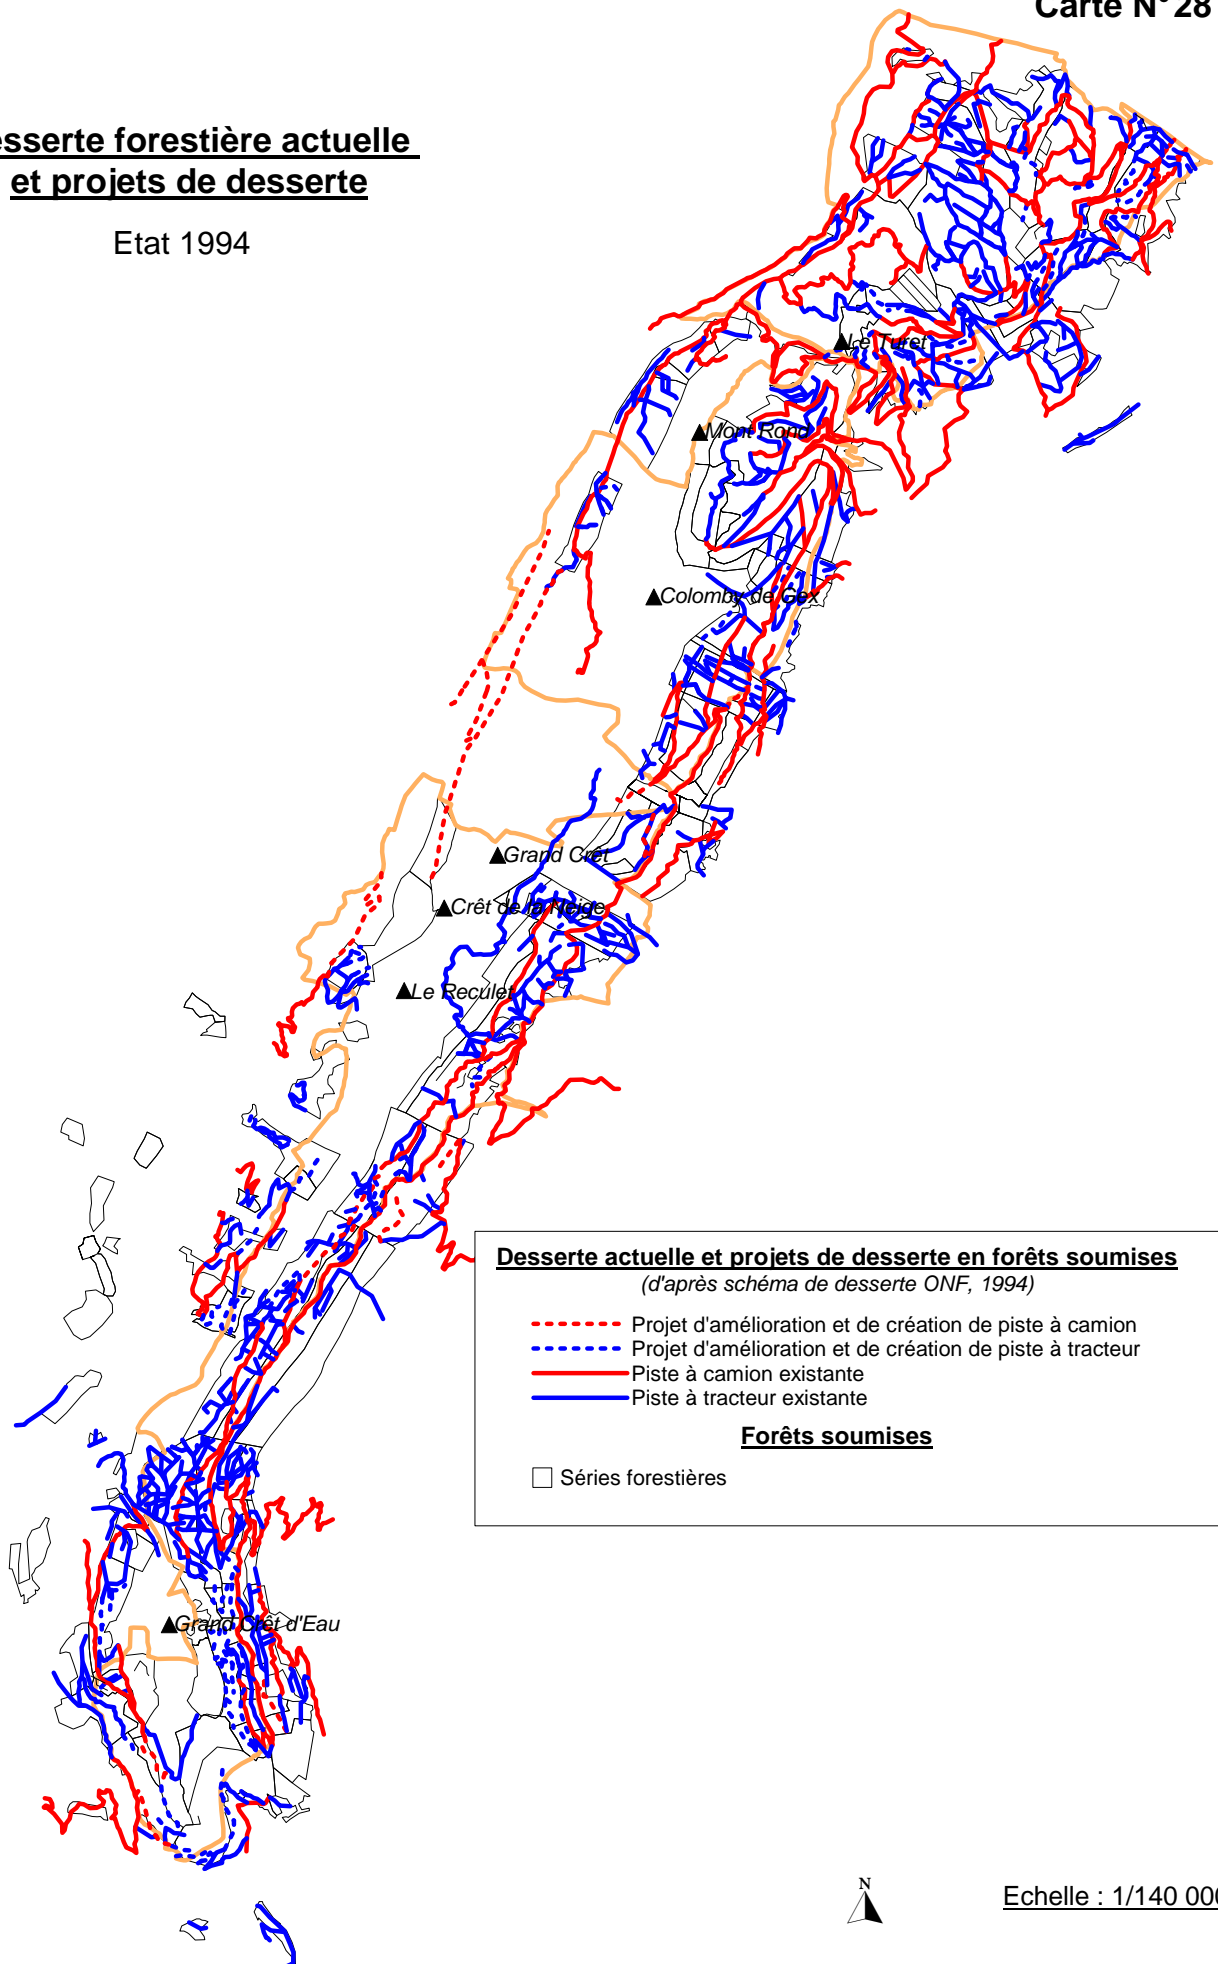 Carte N°28
esserte forestière actuelle
et projets de desserte
Etat 1994
Le Turet
Mont Rond
Colomby de Gex
Grand Crêt
Crêt de la Neige
Le Reculet
Desserte actuelle et projets de desserte en forêts soumises
(d'après schéma de desserte ONF, 1994)
Projet d'amélioration et de création de piste à camion
Projet d'amélioration et de création de piste à tracteur
Piste à camion existante
Piste à tracteur existante
Forêts soumises
Séries forestières
Grand Crêt d'Eau
N
Echelle : 1/140 000